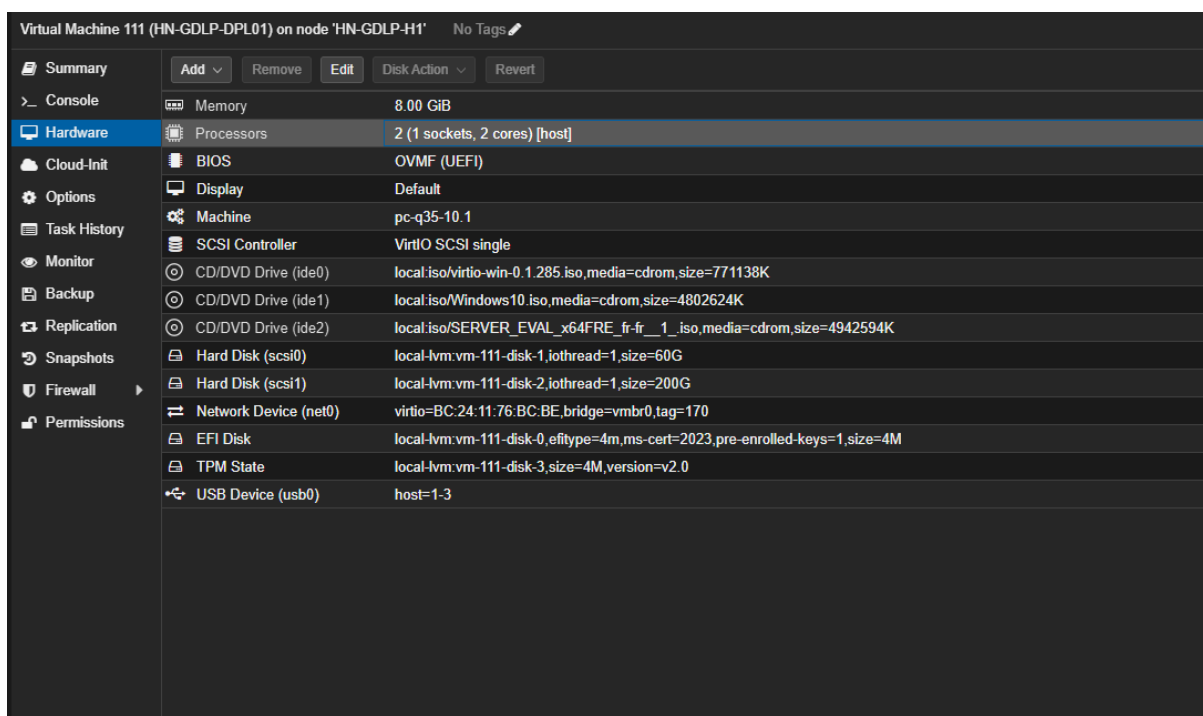 Virtual Machine 111 (HN-GDLP-DPL01) on node 'HN-GDLP-H1' No Tags
Summary
Console
Hardware
Cloud-Init
Options
Task History
Monitor
Backup
Replication
Snapshots
Firewall
Permissions
Add Remove Edit Disk Action Revert
Memory 8.00 GiB
Processors 2 (1 sockets, 2 cores) [host]
BIOS OVMF (UEFI)
Display Default
Machine pc-q35-10.1
SCSI Controller VirtIO SCSI single
CD/DVD Drive (ide0) local:iso/virtio-win-0.1.285.iso,media=cdrom,size=771138K
CD/DVD Drive (ide1) local:iso/Windows10.iso,media=cdrom,size=4802624K
CD/DVD Drive (ide2) local:iso/SERVER_EVAL_x64FRE_fr-fr__1_.iso,media=cdrom,size=4942594K
Hard Disk (scsi0) local-lvm:vm-111-disk-1,iothread=1,size=60G
Hard Disk (scsi1) local-lvm:vm-111-disk-2,iothread=1,size=200G
Network Device (net0) virtio=BC:24:11:76:BC:BE,bridge=vmbr0,tag=170
EFI Disk local-lvm:vm-111-disk-0,efitype=4m,ms-cert=2023,pre-enrolled-keys=1,size=4M
TPM State local-lvm:vm-111-disk-3,size=4M,version=v2.0
USB Device (usb0) host=1-3